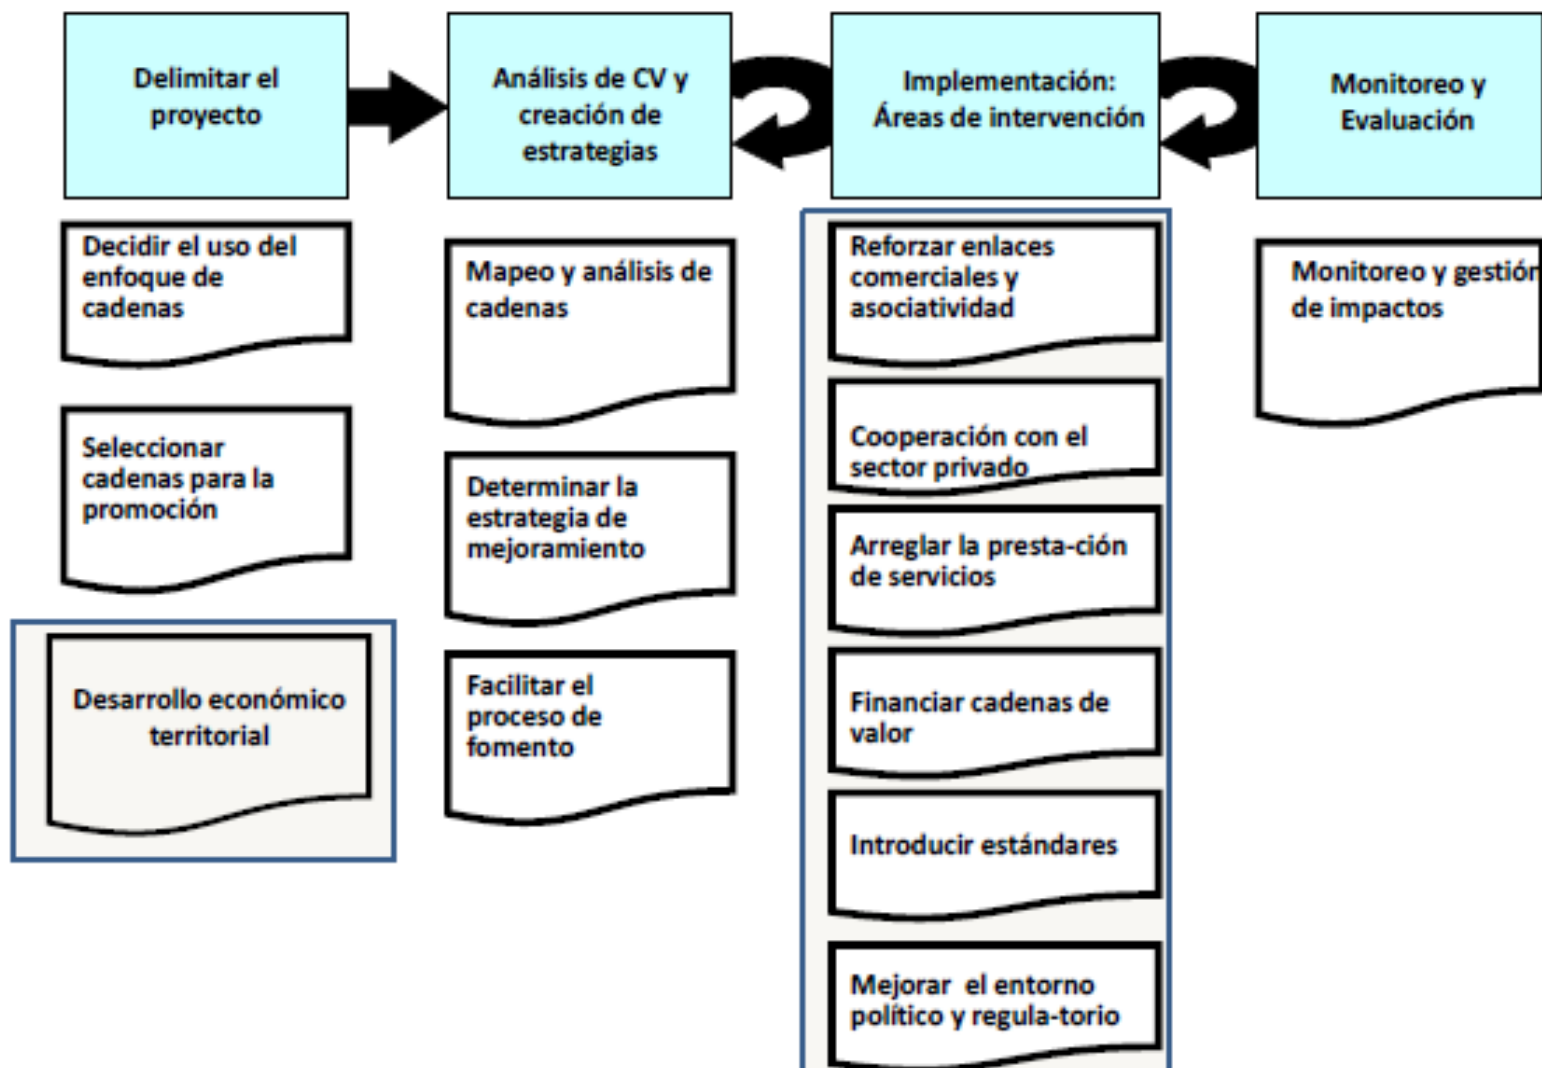 Delimitar el
proyecto
Análisis de CV y
creación de
estrategias
Implementación:
Áreas de intervención
Monitoreo y
Evaluación
Decidir el uso del
enfoque de
cadenas
Seleccionar
cadenas para la
promoción
Desarrollo económico
territorial
Mapeo y análisis de
cadenas
Determinar la
estrategia de
mejoramiento
Facilitar el
proceso de
fomento
Reforzar enlaces
comerciales y
asociatividad
Cooperación con el
sector privado
Arreglar la presta-ción
de servicios
Financiar cadenas de
valor
Introducir estándares
Mejorar  el entorno
político y regula-torio
Monitoreo y gestión
de impactos